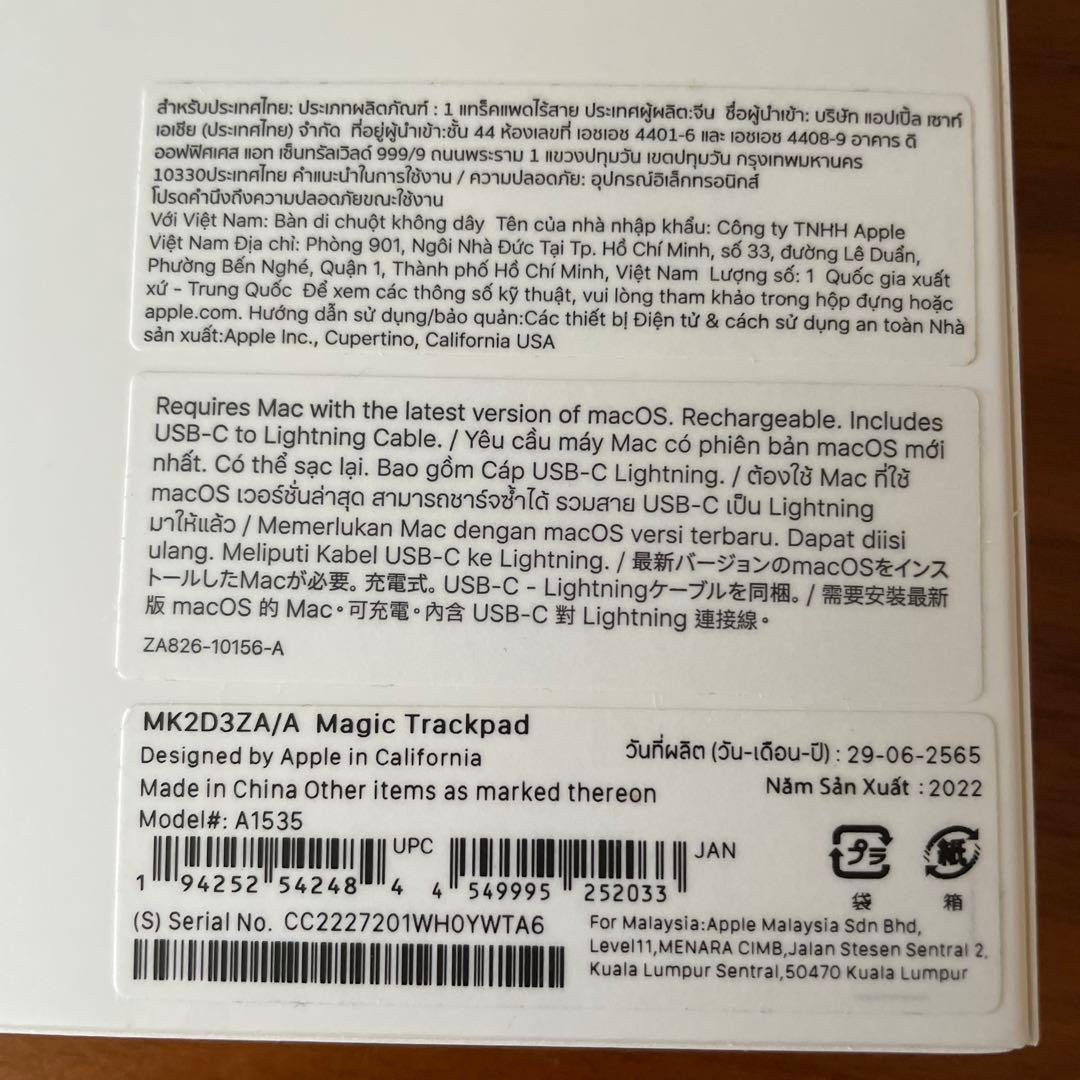 สำหรับประเทศไทย: ประเภทผลิตภัณฑ์ : 1 แทร็คแพดไร้สาย ประเทศผู้ผลิต:จีน ชื่อผู้นำเข้า: บริษัท แอปเปิ้ล เซาท์
เอเชีย (ประเทศไทย) จำกัด ที่อยู่ผู้นำเข้า:ชั้น 44 ห้องเลขที่ เอชเอช 4401-6 และ เอชเอช 4408-9 อาคาร ดิ
ออฟฟิศเศส แอท เซ็นทรัลเวิลด์ 999/9 ถนนพระราม 1 แขวงปทุมวัน เขตปทุมวัน กรุงเทพมหานคร
10330ประเทศไทย คำแนะนำในการใช้งาน / ความปลอดภัย: อุปกรณ์อิเล็กทรอนิกส์
โปรดคำนึงถึงความปลอดภัยขณะใช้งาน
Với Việt Nam: Bàn di chuột không dây Tên của nhà nhập khẩu: Công ty TNHH Apple
Việt Nam Địa chỉ: Phòng 901, Ngôi Nhà Đức Tại Tp. Hồ Chí Minh, số 33, đường Lê Duẩn,
Phường Bến Nghé, Quận 1, Thành phố Hồ Chí Minh, Việt Nam Lượng số: 1 Quốc gia xuất
xứ - Trung Quốc Để xem các thông số kỹ thuật, vui lòng tham khảo trong hộp đựng hoặc
apple.com. Hướng dẫn sử dụng/bảo quản:Các thiết bị Điện tử & cách sử dụng an toàn Nhà
sản xuất:Apple Inc., Cupertino, California USA
Requires Mac with the latest version of macOS. Rechargeable. Includes
USB-C to Lightning Cable. / Yêu cầu máy Mac có phiên bản macOS mới
nhất. Có thể sạc lại. Bao gồm Cáp USB-C Lightning. / ต้องใช้ Mac ที่ใช้
macOS เวอร์ชั่นล่าสุด สามารถชาร์จซ้ำได้ รวมสาย USB-C เป็น Lightning
มาให้แล้ว / Memerlukan Mac dengan macOS versi terbaru. Dapat diisi
ulang. Meliputi Kabel USB-C ke Lightning. / 最新バージョンのmacOSをインス
トールしたMacが必要。充電式。USB-C - Lightningケーブルを同梱。/ 需要安裝最新
版 macOS 的 Mac。可充電。內含 USB-C 對 Lightning 連接線。
ZA826-10156-A
MK2D3ZA/A Magic Trackpad
Designed by Apple in California
วันที่ผลิต (วัน-เดือน-ปี) : 29-06-2565
Made in China Other items as marked thereon
Năm Sản Xuất : 2022
Model#: A1535
UPC
1 94252 54248 4
JAN
4 549995 252033
プラ
袋
紙
箱
(S) Serial No. CC2227201WH0YWTA6
For Malaysia:Apple Malaysia Sdn Bhd,
Level11,MENARA CIMB,Jalan Stesen Sentral 2,
Kuala Lumpur Sentral,50470 Kuala Lumpur